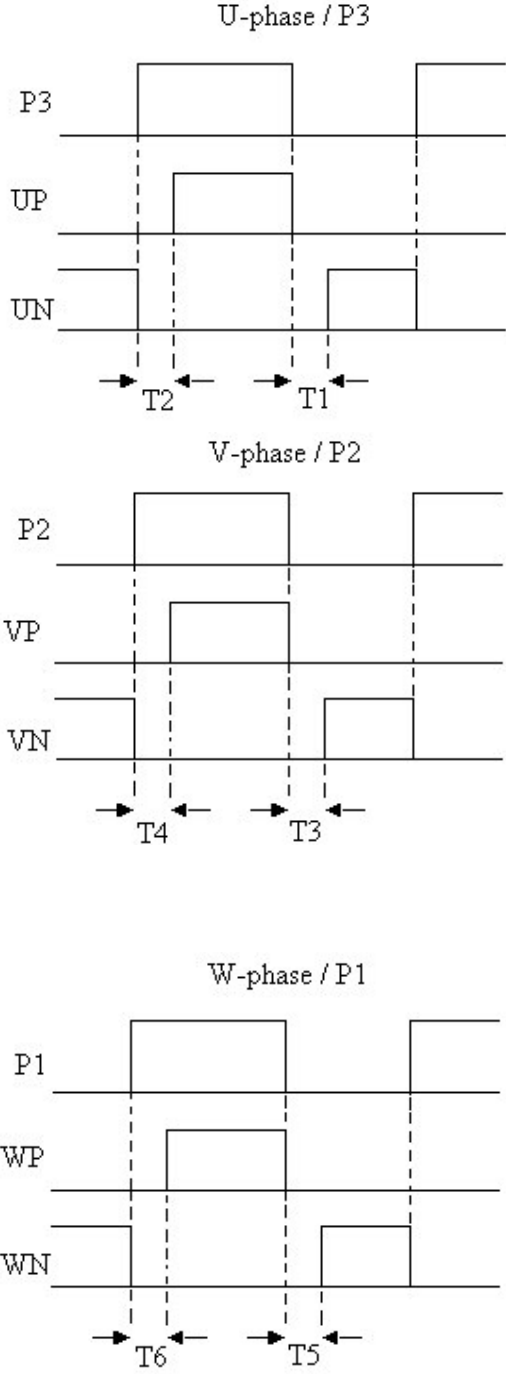 U-phase / P3
P3
UP
UN
T2 T1
V-phase / P2
P2
VP
VN
T4 T3
W-phase / P1
P1
WP
WN
T6 T5